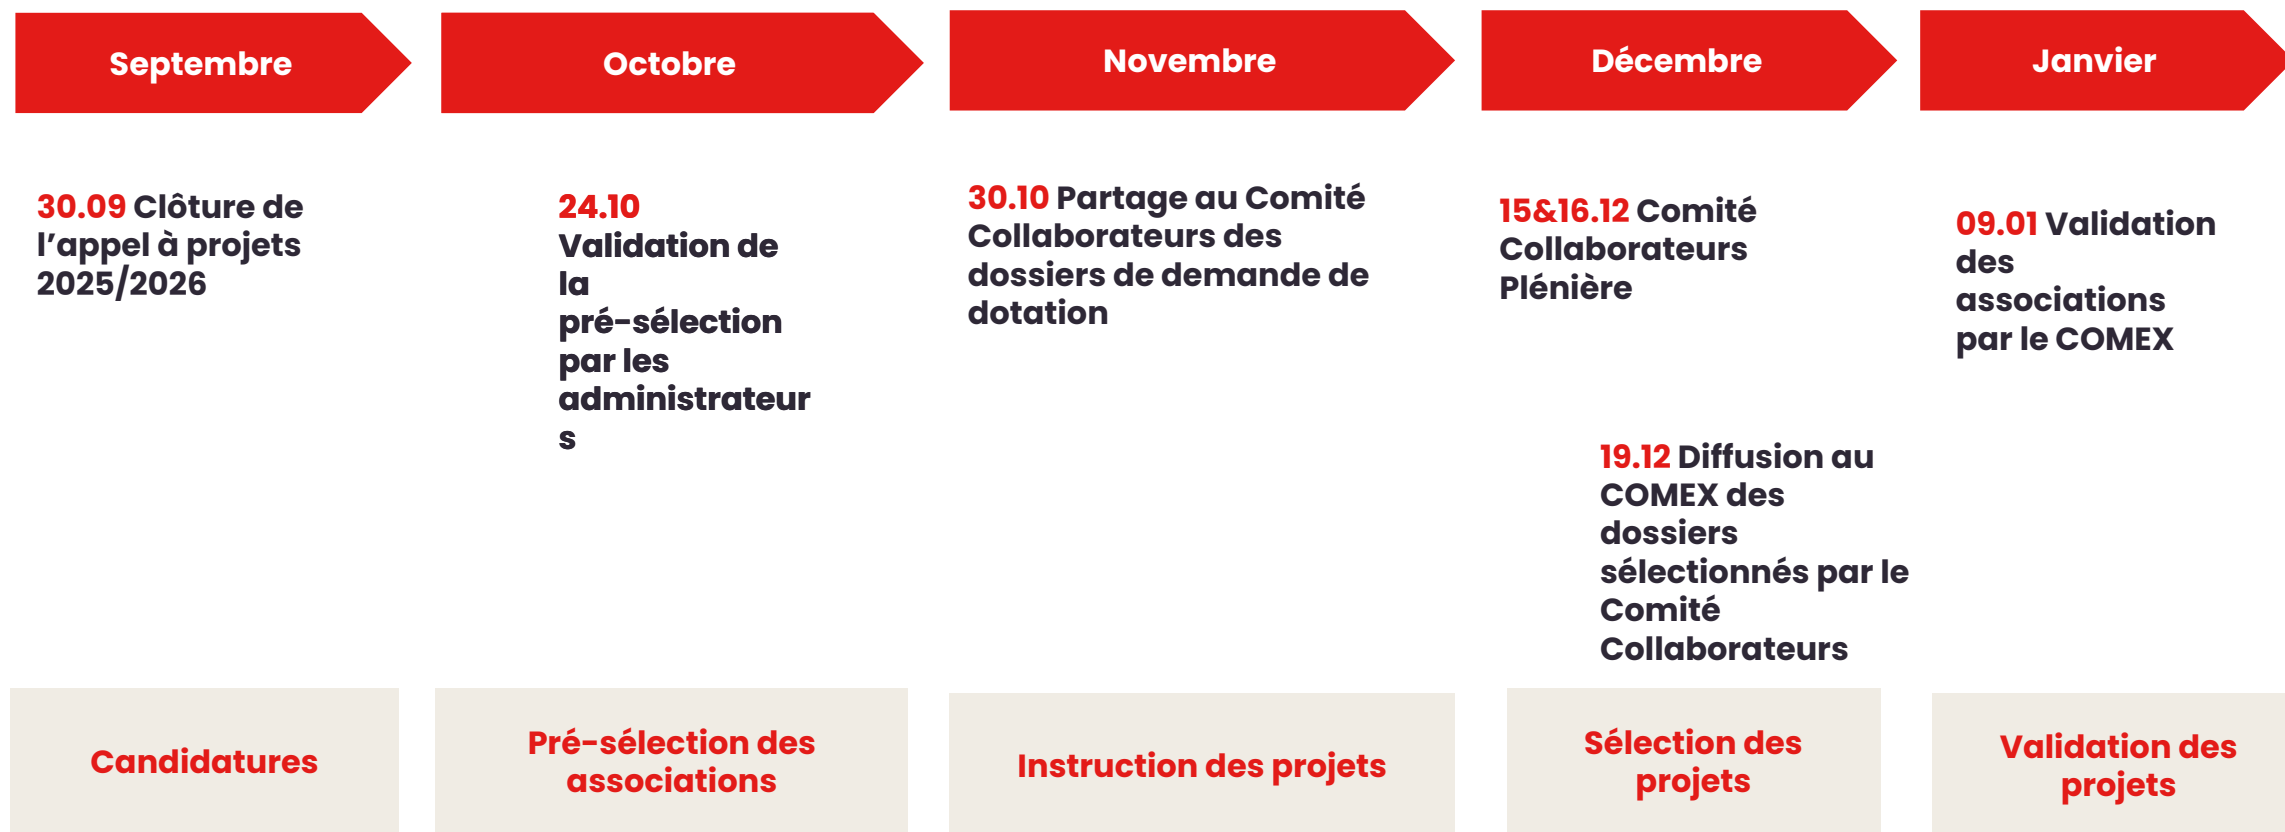 Septembre
Octobre
Novembre
Décembre
Janvier
30.09 Clôture de
l’appel à projets
2025/2026
24.10
Validation de
la
pré-sélection
par les
administrateur
s
30.10 Partage au Comité
Collaborateurs des
dossiers de demande de
dotation
15&16.12 Comité
Collaborateurs
Plénière
19.12 Diffusion au
COMEX des
dossiers
sélectionnés par le
Comité
Collaborateurs
09.01 Validation
des
associations
par le COMEX
Candidatures
Pré-sélection des
associations
Instruction des projets
Sélection des
projets
Validation des
projets